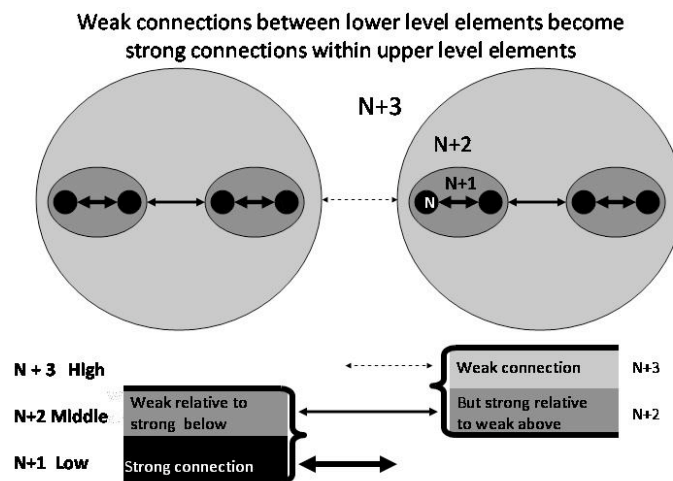 Weak connections between lower level elements become
strong connections within upper level elements
N+3
N+2
N+1
N
N + 3 High
Weak connection
N+3
N+2 Middle
Weak relative to
strong below
But strong relative
to weak above
N+2
N+1 Low
Strong connection